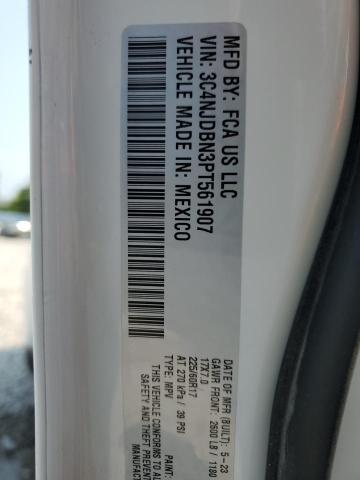 MFD BY: FCA US LLC
VIN: 3C4NJDBN3PT561907
VEHICLE MADE IN: MEXICO
DATE OF MFR (BUILT): 5-23
GAWR FRONT: 2600 LB / 1180
17X7.0
225/60R17
AT 270 kPa / 39 PSI
TYPE: MPV
THIS VEHICLE CONFORMS TO AL
SAFETY AND THEFT PREVENT
PAINT: